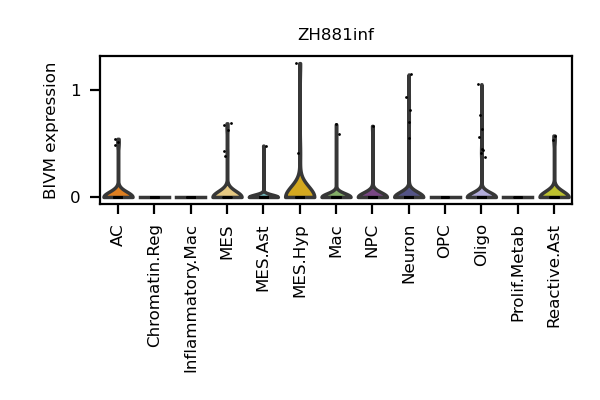 ZH881inf
BIVM expression
1
0
AC
Chromatin.Reg
Inflammatory.Mac
MES
MES.Ast
MES.Hyp
Mac
NPC
Neuron
OPC
Oligo
Prolif.Metab
Reactive.Ast